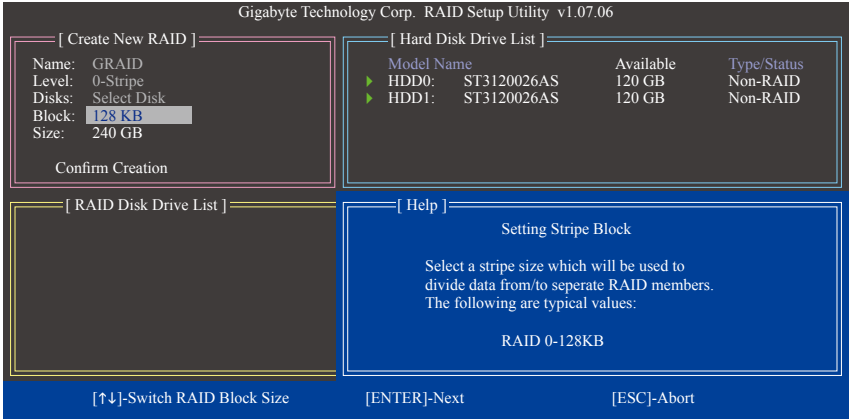 Gigabyte Technology Corp. RAID Setup Utility v1.07.06
[ Create New RAID ]
Name: GRAID
Level: 0-Stripe
Disks: Select Disk
Block: 128 KB
Size: 240 GB
Confirm Creation
[ Hard Disk Drive List ]
Model Name Available Type/Status
HDD0: ST3120026AS 120 GB Non-RAID
HDD1: ST3120026AS 120 GB Non-RAID
[ RAID Disk Drive List ]
[ Help ]
Setting Stripe Block
Select a stripe size which will be used to
divide data from/to seperate RAID members.
The following are typical values:
RAID 0-128KB
[↑↓]-Switch RAID Block Size [ENTER]-Next [ESC]-Abort